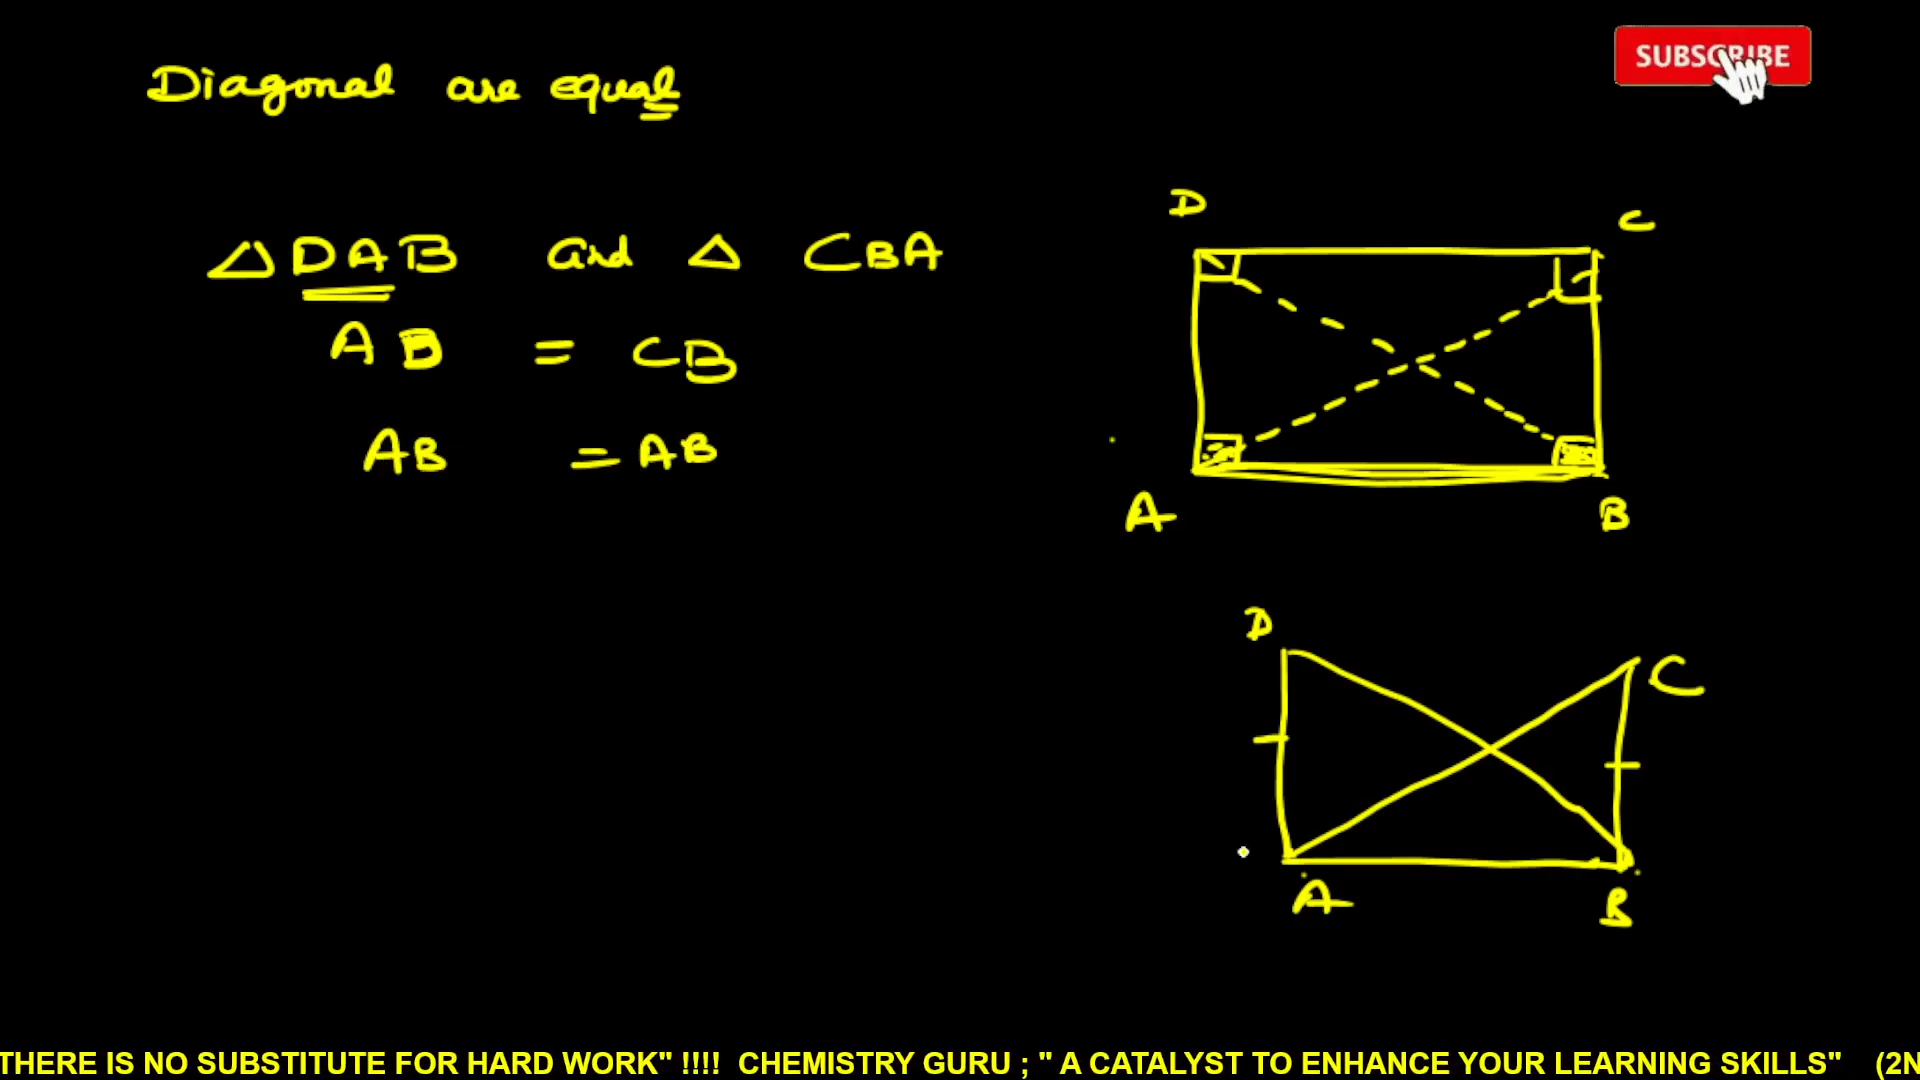 Diagonal are equal
SUBSCRIBE
△ DAB and △ CBA
AB = CB
AB = AB
D
C
A
B
D
C
A
B
THERE IS NO SUBSTITUTE FOR HARD WORK" !!!! CHEMISTRY GURU ; " A CATALYST TO ENHANCE YOUR LEARNING SKILLS" (2N